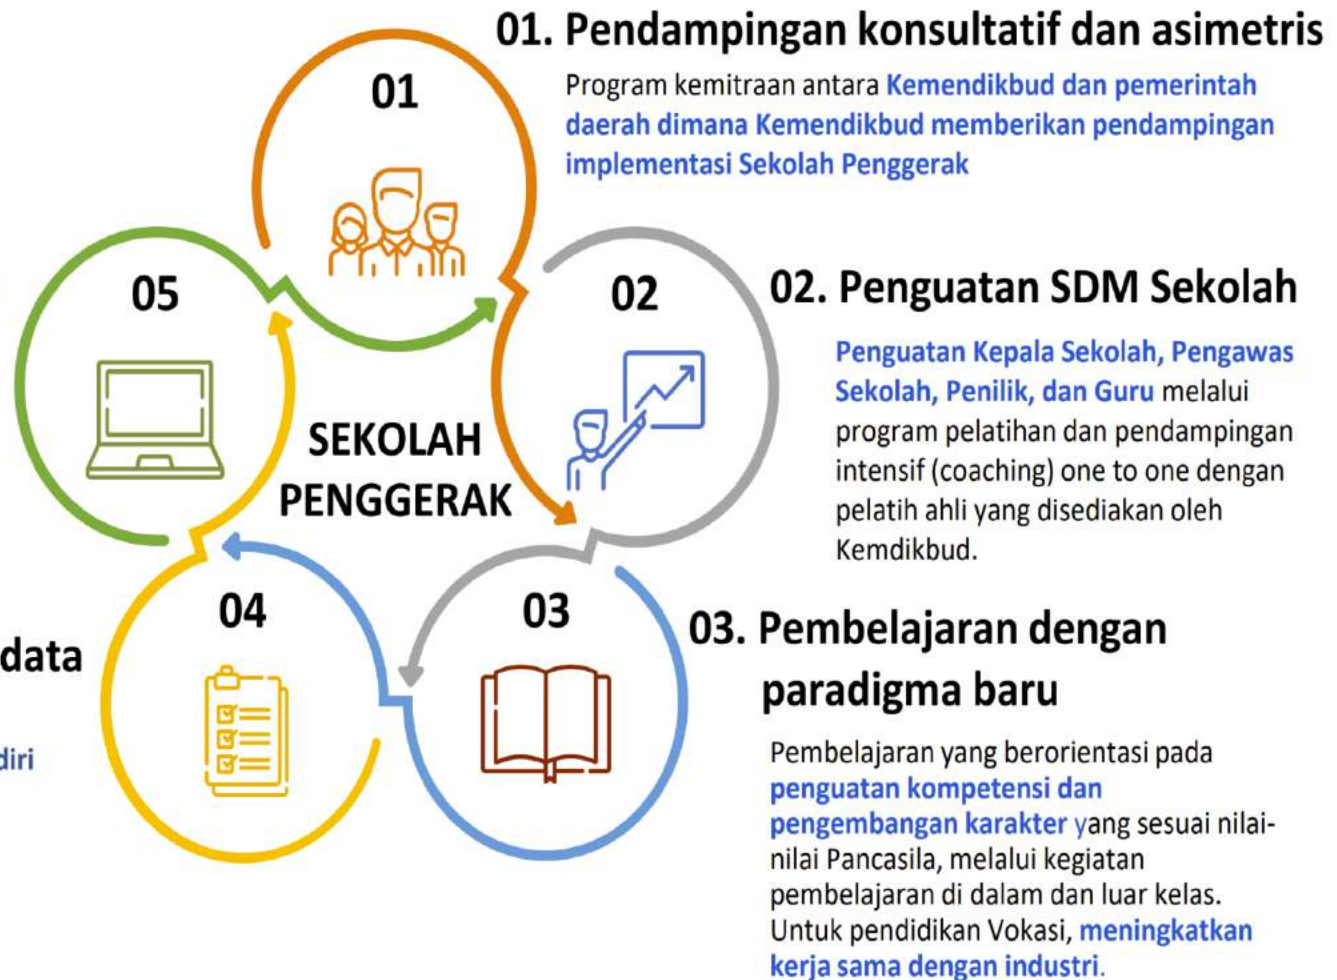 01. Pendampingan konsultatif dan asimetris
Program kemitraan antara Kemendikbud dan pemerintah
daerah dimana Kemendikbud memberikan pendampingan
implementasi Sekolah Penggerak
01
05
02
02. Penguatan SDM Sekolah
Penguatan Kepala Sekolah, Pengawas
Sekolah, Penilik, dan Guru melalui
program pelatihan dan pendampingan
intensif (coaching) one to one dengan
pelatih ahli yang disediakan oleh
Kemdikbud.
SEKOLAH
PENGGERAK
04
03
data
diri
03. Pembelajaran dengan
paradigma baru
Pembelajaran yang berorientasi pada
penguatan kompetensi dan
pengembangan karakter yang sesuai nilai-
nilai Pancasila, melalui kegiatan
pembelajaran di dalam dan luar kelas.
Untuk pendidikan Vokasi, meningkatkan
kerja sama dengan industri.